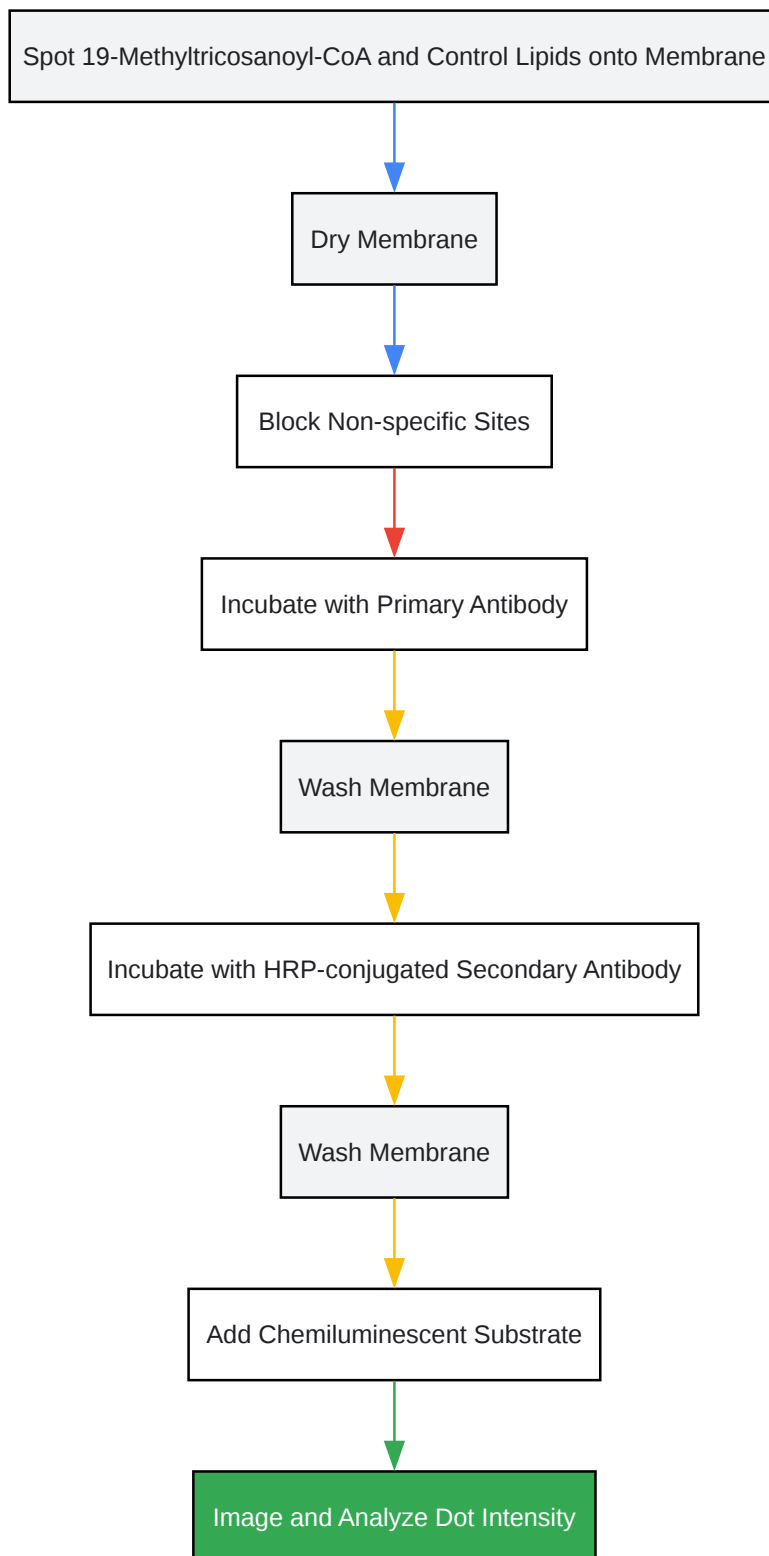 Spot 19-Methyltricosanoyl-CoA and Control Lipids onto Membrane
Dry Membrane
Block Non-specific Sites
Incubate with Primary Antibody
Wash Membrane
Incubate with HRP-conjugated Secondary Antibody
Wash Membrane
Add Chemiluminescent Substrate
Image and Analyze Dot Intensity